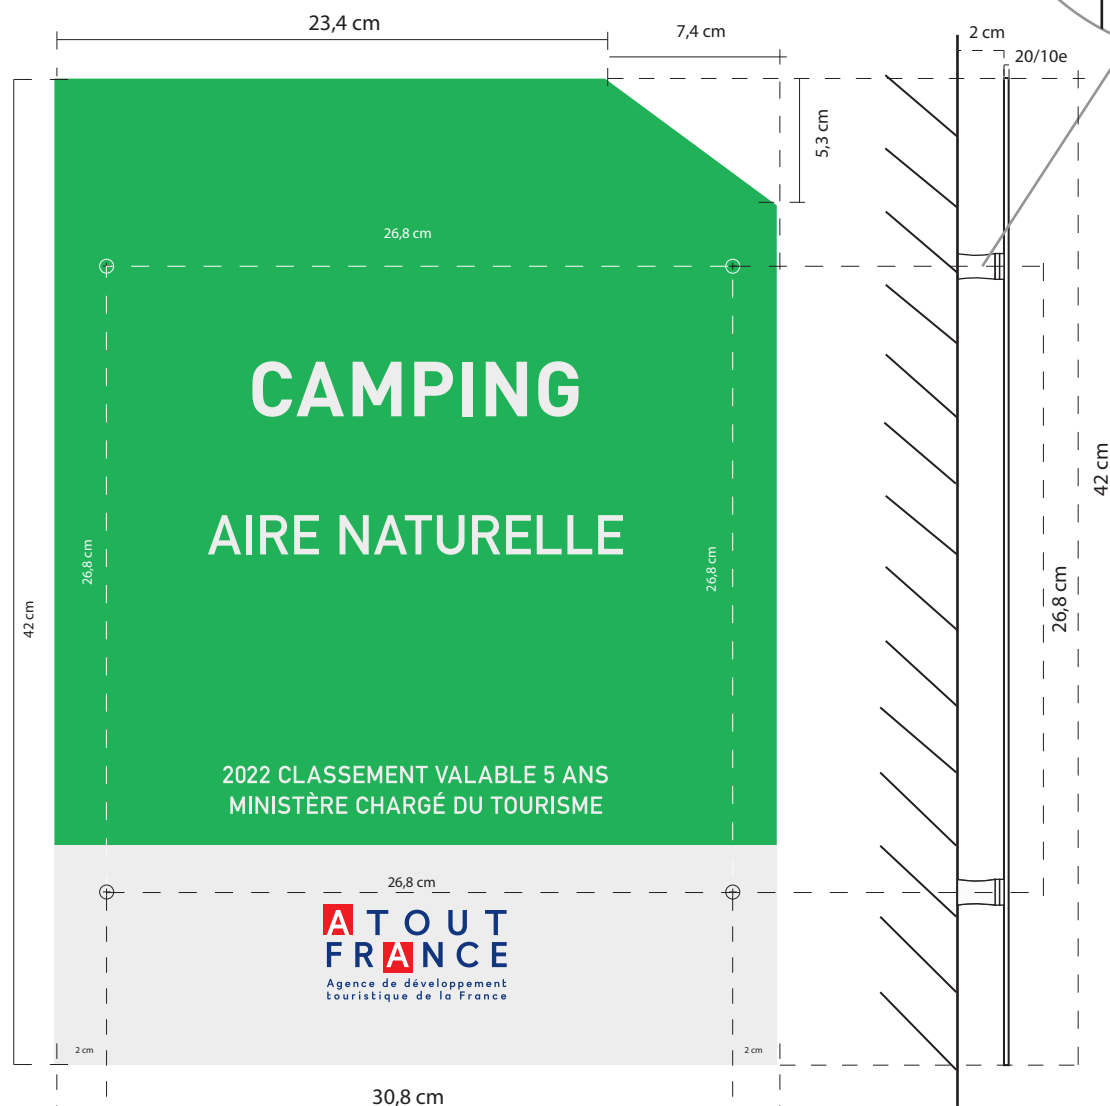 23,4 cm
7,4 cm
2 cm
20/10e
5,3 cm
26,8 cm
CAMPING
AIRE NATURELLE
26,8 cm
26,8 cm
42 cm
42 cm
26,8 cm
2022 CLASSEMENT VALABLE 5 ANS
MINISTÈRE CHARGÉ DU TOURISME
26,8 cm
ATOUT
FRANCE
Agence de développement
touristique de la France
2 cm
2 cm
30,8 cm